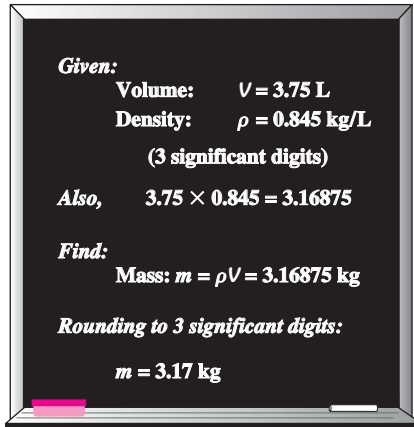 Given:
Volume: V = 3.75 L
Density: ρ = 0.845 kg/L
(3 significant digits)
Also, 3.75 × 0.845 = 3.16875
Find:
Mass: m = ρV = 3.16875 kg
Rounding to 3 significant digits:
m = 3.17 kg